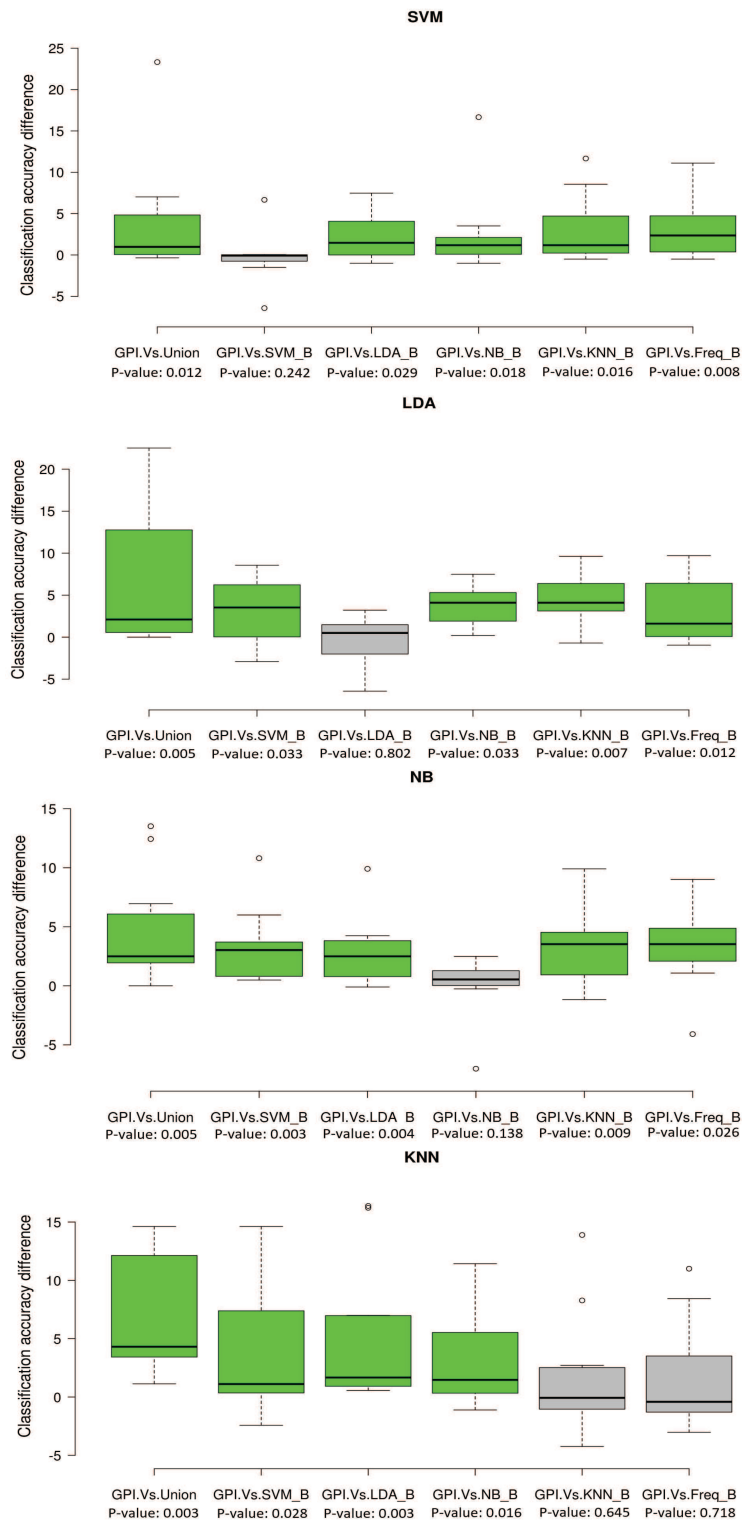 SVM
Classification accuracy difference
25
20
15
10
5
0
-5
GPI.Vs.Union GPI.Vs.SVM_B GPI.Vs.LDA_B GPI.Vs.NB_B GPI.Vs.KNN_B GPI.Vs.Freq_B
P-value: 0.012 P-value: 0.242 P-value: 0.029 P-value: 0.018 P-value: 0.016 P-value: 0.008
LDA
Classification accuracy difference
20
15
10
5
0
-5
GPI.Vs.Union GPI.Vs.SVM_B GPI.Vs.LDA_B GPI.Vs.NB_B GPI.Vs.KNN_B GPI.Vs.Freq_B
P-value: 0.005 P-value: 0.033 P-value: 0.802 P-value: 0.033 P-value: 0.007 P-value: 0.012
NB
Classification accuracy difference
15
10
5
0
-5
GPI.Vs.Union GPI.Vs.SVM_B GPI.Vs.LDA_B GPI.Vs.NB_B GPI.Vs.KNN_B GPI.Vs.Freq_B
P-value: 0.005 P-value: 0.003 P-value: 0.004 P-value: 0.138 P-value: 0.009 P-value: 0.026
KNN
Classification accuracy difference
15
10
5
0
-5
GPI.Vs.Union GPI.Vs.SVM_B GPI.Vs.LDA_B GPI.Vs.NB_B GPI.Vs.KNN_B GPI.Vs.Freq_B
P-value: 0.003 P-value: 0.028 P-value: 0.003 P-value: 0.016 P-value: 0.645 P-value: 0.718